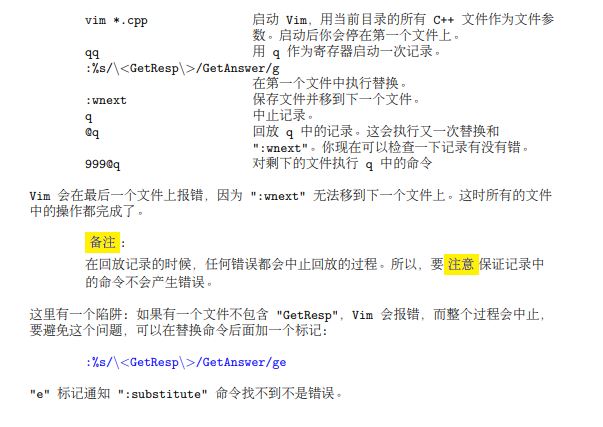 vim *.cpp 启动 Vim，用当前目录的所有 C++ 文件作为文件参
数。启动后你会停在第一个文件上。
qq 用 q 作为寄存器启动一次记录。
:%s/\<GetResp\>/GetAnswer/g
在第一个文件中执行替换。
:wnext 保存文件并移到下一个文件。
q 中止记录。
@q 回放 q 中的记录。这会执行又一次替换和
":wnext"。你现在可以检查一下记录有没有错。
999@q 对剩下的文件执行 q 中的命令
Vim 会在最后一个文件上报错，因为 ":wnext" 无法移到下一个文件上。这时所有的文件
中的操作都完成了。
备注：
在回放记录的时候，任何错误都会中止回放的过程。所以，要注意保证记录中
的命令不会产生错误。
这里有一个陷阱：如果有一个文件不包含 "GetResp"，Vim 会报错，而整个过程会中止，
要避免这个问题，可以在替换命令后面加一个标记：
:%s/\<GetResp\>/GetAnswer/ge
"e" 标记通知 ":substitute" 命令找不到不是错误。